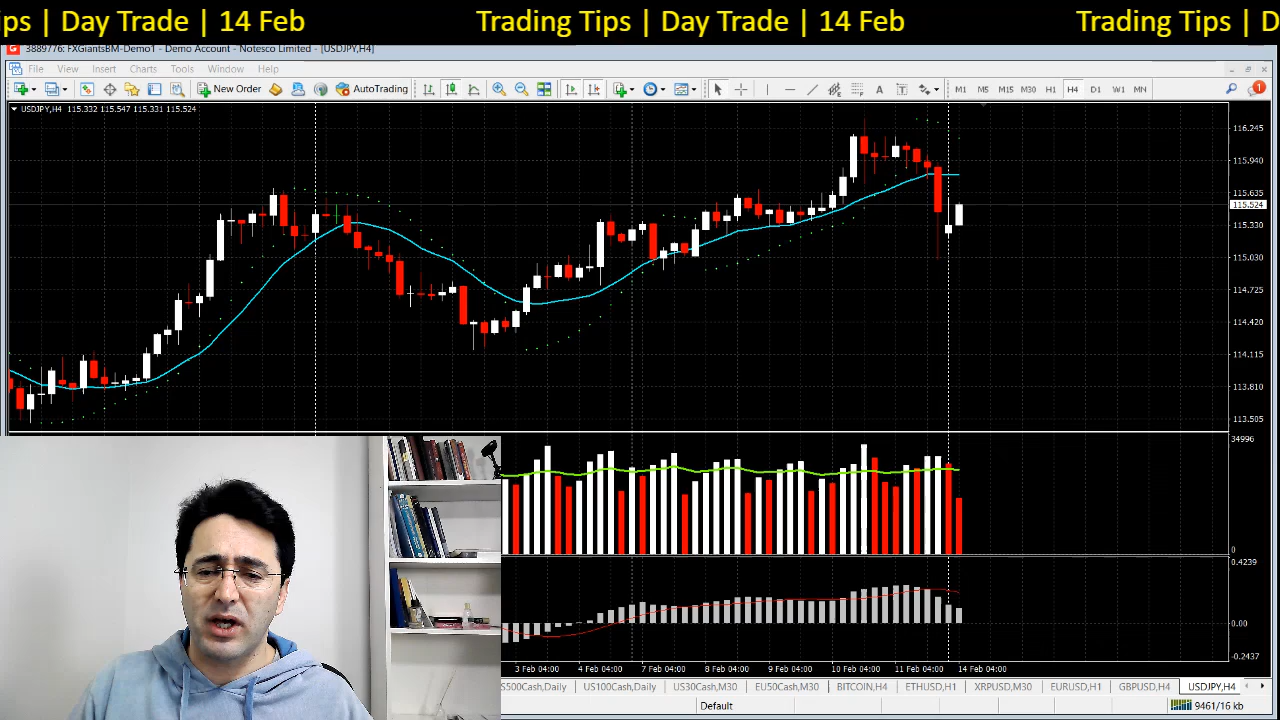 ps | Day Trade | 14 Feb Trading Tips | Day Trade | 14 Feb Trading Tips | D
3889776: FXGiantsBM-Demo1 - Demo Account - Notesco Limited - [USDJPY,H4]
File View Insert Charts Tools Window Help
New Order AutoTrading A T M1 M5 M15 M30 H1 H4 D1 W1 MN 1
USDJPY,H4 115.332 115.547 115.331 115.524
116.245
115.940
115.635
115.524
115.330
115.030
114.725
114.420
114.115
113.810
113.505
34996
0
0.4239
0.00
-0.2437
3 Feb 04:00 4 Feb 04:00 7 Feb 04:00 8 Feb 04:00 9 Feb 04:00 10 Feb 04:00 11 Feb 04:00 14 Feb 04:00
S500Cash,Daily US100Cash,Daily US30Cash,M30 EU50Cash,M30 BITCOIN,H4 ETHUSD,H1 XRPUSD,M30 EURUSD,H1 GBPUSD,H4 USDJPY,H4
Default 9461/16 kb